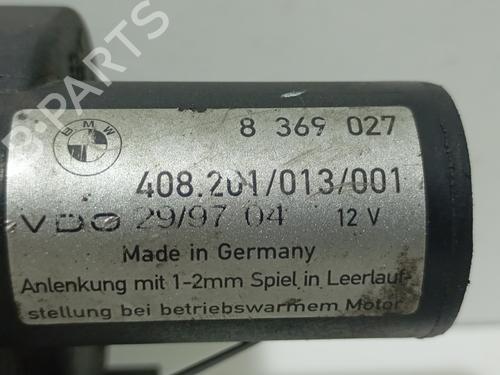 B-PARTS
BMW
8 369 027
408.201/013/001
VDO 29/97 04 12 V
Made in Germany
Anlenkung mit 1-2mm Spiel in Leerlauf-
stellung bei betriebswarmem Motor